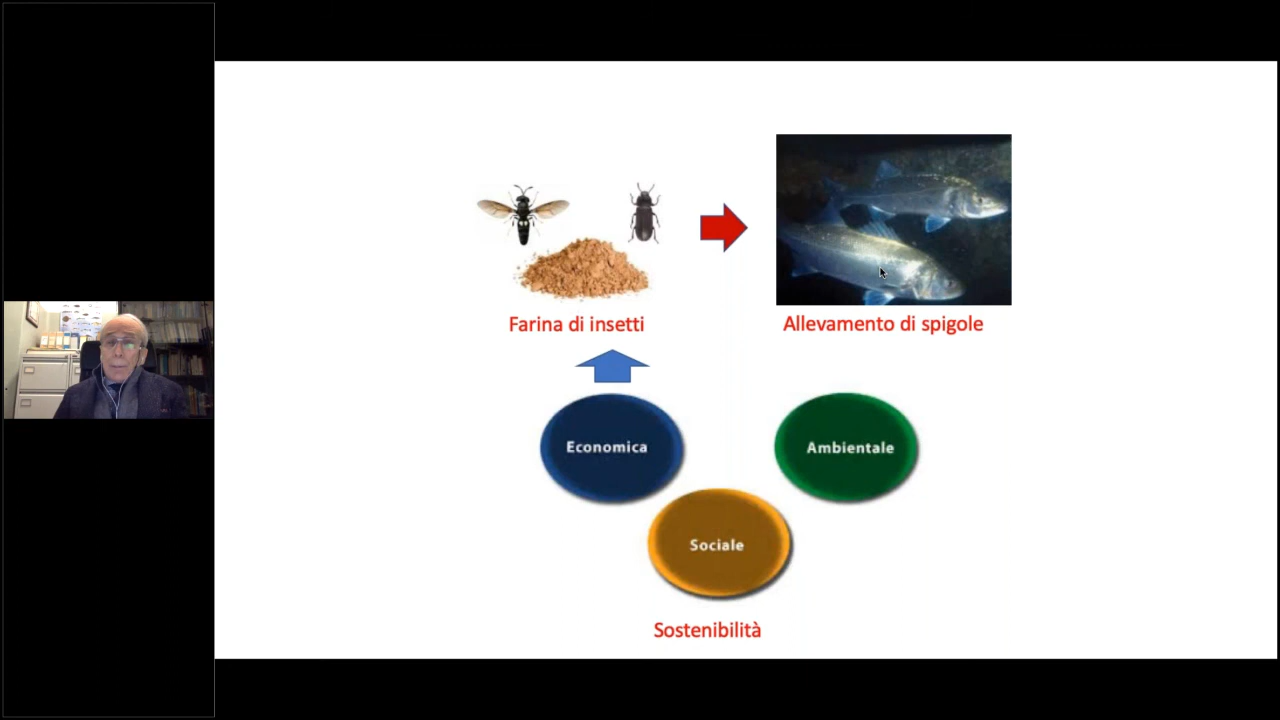 Farina di insetti
Allevamento di spigole
Economica
Ambientale
Sociale
Sostenibilità